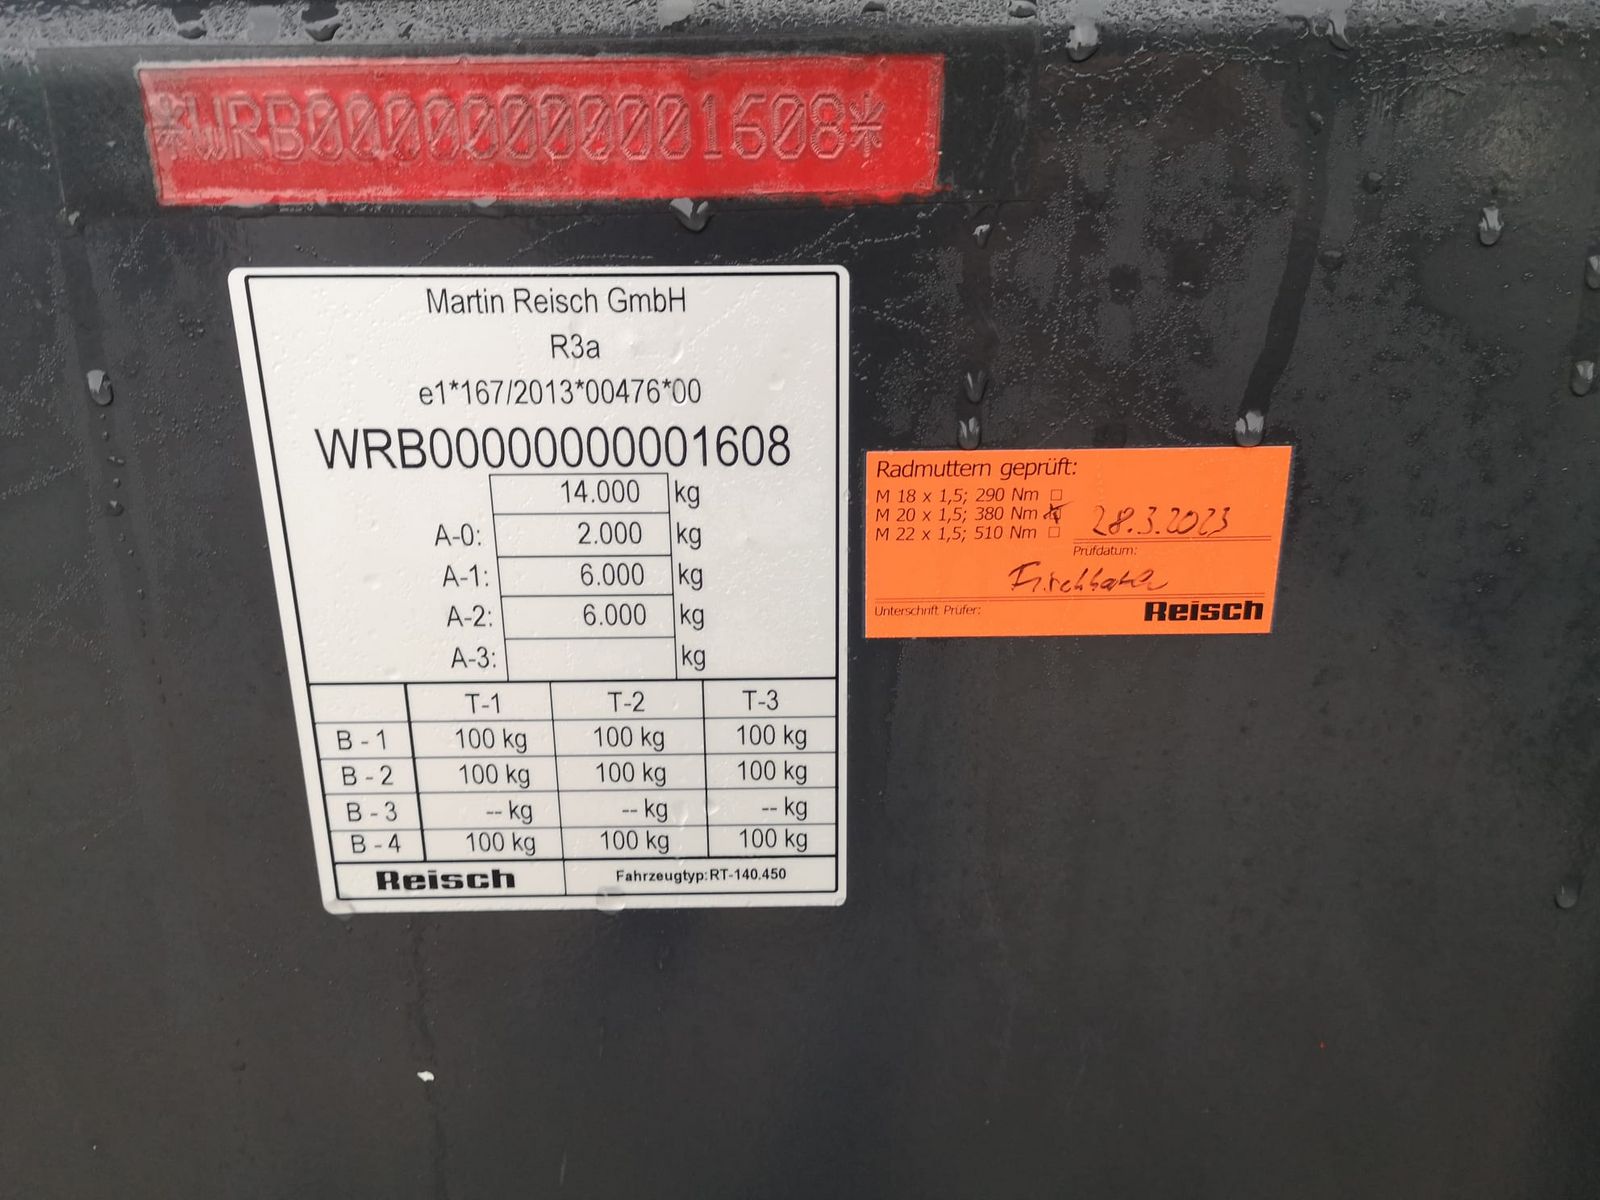 *WRB00000000001608*
Martin Reisch GmbH
R3a
e1*167/2013*00476*00
WRB00000000001608
14.000 kg
A-0: 2.000 kg
A-1: 6.000 kg
A-2: 6.000 kg
A-3: kg
T-1 T-2 T-3
B - 1 100 kg 100 kg 100 kg
B - 2 100 kg 100 kg 100 kg
B - 3 -- kg -- kg -- kg
B - 4 100 kg 100 kg 100 kg
Reisch Fahrzeugtyp:RT-140.450
Radmuttern geprüft:
M 18 x 1,5; 290 Nm
M 20 x 1,5; 380 Nm 28.3.2023
M 22 x 1,5; 510 Nm
Prüfdatum:
Unterschrift Prüfer: Reisch